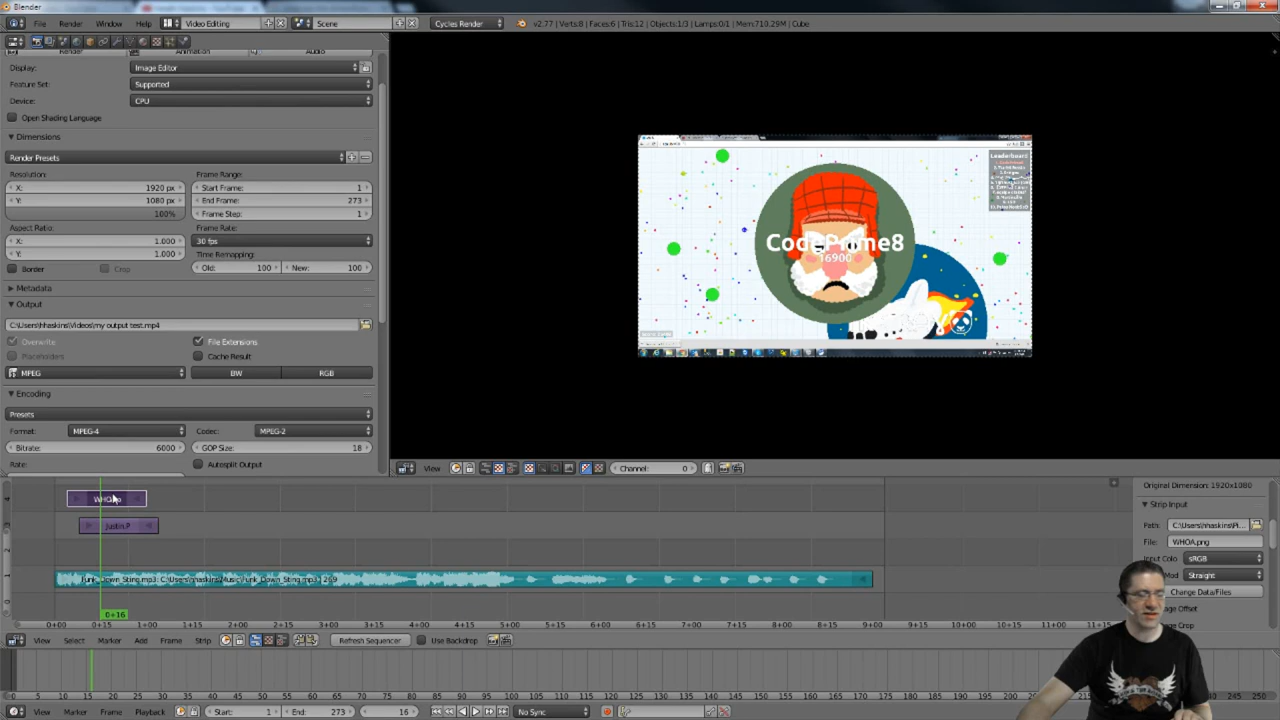 Blender
File Render Window Help Video Editing Scene Cycles Render v2.77 | Verts:8 | Faces:6 | Tris:12 | Objects:1/3 | Lamps:0/1 | Mem:710.29M | Cube
Render Animation Audio
Display: Image Editor
Feature Set: Supported
Device: CPU
Open Shading Language
Dimensions
Render Presets
Resolution: Frame Range:
X: 1920 px Start Frame: 1
Y: 1080 px End Frame: 273
100% Frame Step: 1
Aspect Ratio: Frame Rate:
X: 1.000 30 fps
Y: 1.000 Time Remapping:
Border Crop Old: 100 New: 100
Metadata
Output
C:\Users\hhaskins\Videos\my output test.mp4
Overwrite File Extensions
Placeholders Cache Result
MPEG BW RGB
Encoding
Presets
Format: MPEG-4 Codec: MPEG-2
Bitrate: 6000 GOP Size: 18
Rate: Autosplit Output
Leaderboard
CodePrime8
16900
View Channel: 0
Justin.P
Funk_Down_Sting.mp3: C:\Users\hhaskins\Music\Funk_Down_Sting.mp3 | 269
0+16
0+00 0+15 1+00 1+15 2+00 2+15 3+00 3+15 4+00 4+15 5+00 5+15 6+00 6+15 7+00 7+15 8+00 8+15 9+00 9+15 10+00 10+15 11+00 11+15
View Select Marker Add Frame Strip Refresh Sequencer Use Backdrop
Original Dimension: 1920x1080
Strip Input
Path: C:\Users\hhaskins\Pi...
File: WHOA.png
Input Colo sRGB
Mod Straight
Change Data/Files
Image Offset
Crop
0 5 10 15 20 25 30 35 40 45 50 55 60 65 70 75 80 85 90 95 100 105 110 115 120 125 130 135 140 145 150 155 160 165 170 175 180 185 190 195 200 205 210 215 220 225 230 235 240 245 250
View Marker Frame Playback Start: 1 End: 273 16 No Sync